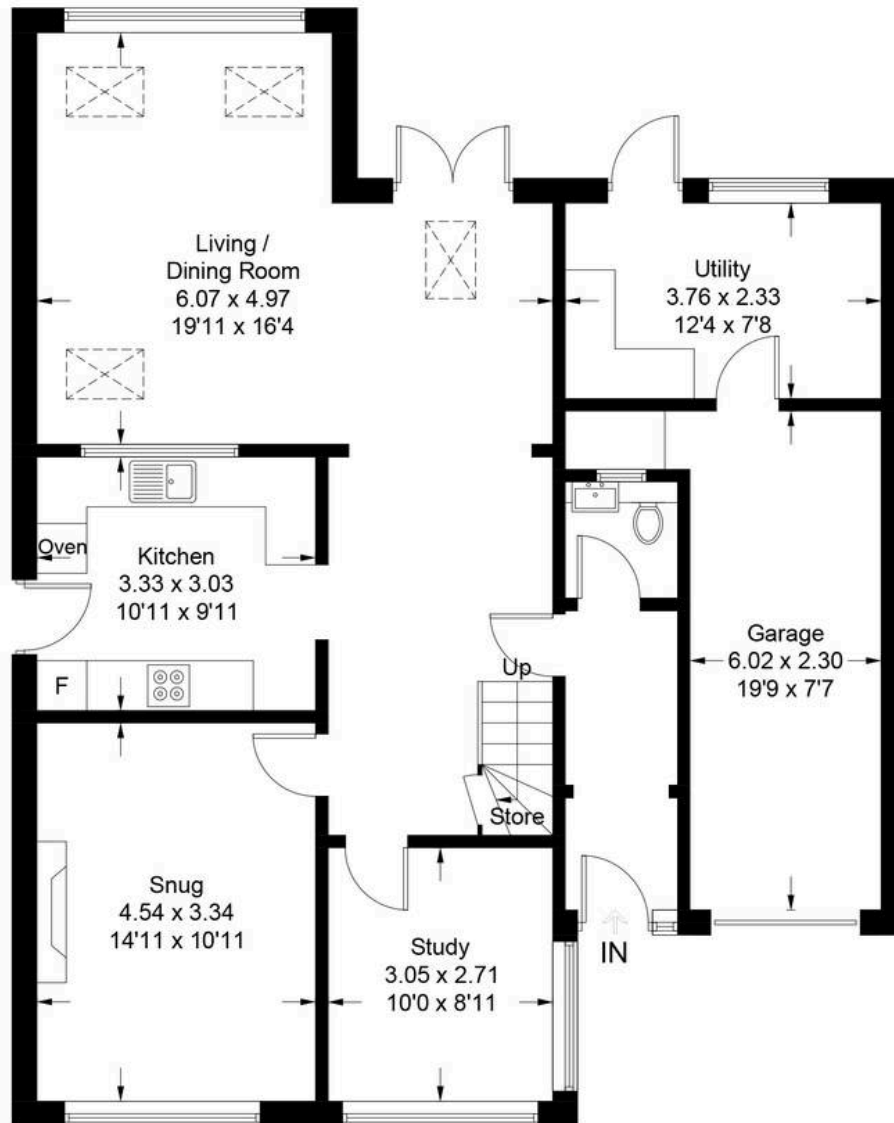 Living /
Dining Room
6.07 x 4.97
19'11 x 16'4
Utility
3.76 x 2.33
12'4 x 7'8
Oven
Kitchen
3.33 x 3.03
10'11 x 9'11
F
Up
Store
Garage
6.02 x 2.30
19'9 x 7'7
Snug
4.54 x 3.34
14'11 x 10'11
Study
3.05 x 2.71
10'0 x 8'11
IN